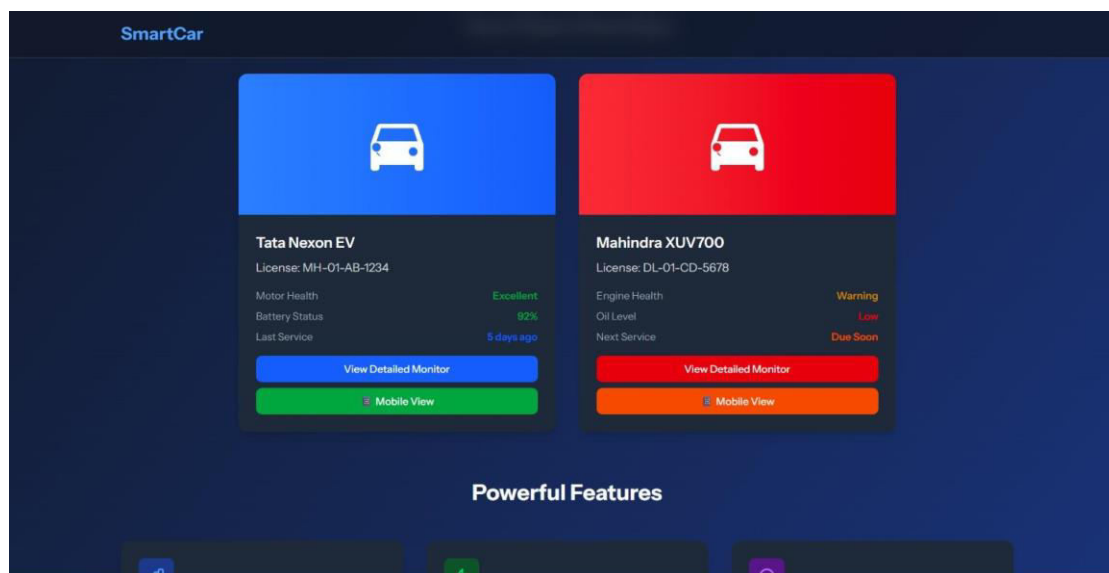 SmartCar
Tata Nexon EV
License: MH-01-AB-1234
Motor Health Excellent
Battery Status 92%
Last Service 5 days ago
View Detailed Monitor
Mobile View
Mahindra XUV700
License: DL-01-CD-5678
Engine Health Warning
Oil Level Low
Next Service Due Soon
View Detailed Monitor
Mobile View
Powerful Features